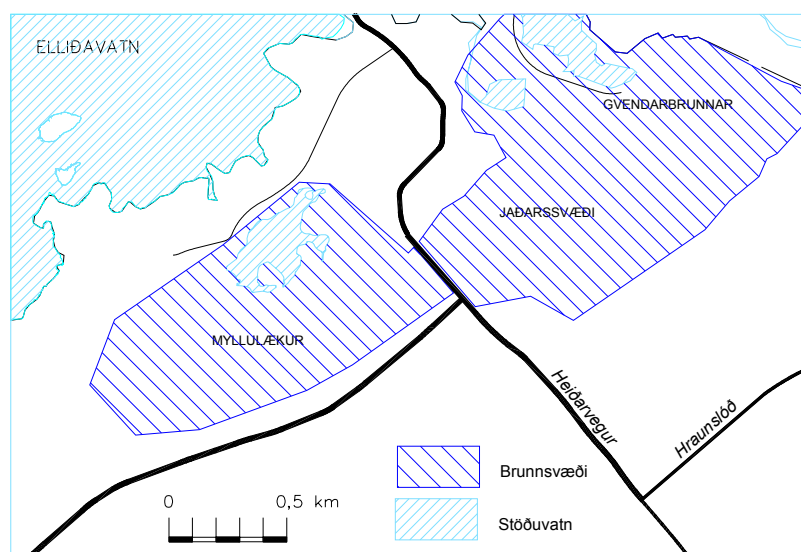 ELLIÐAVATN
GVENDARBRUNNAR
JAÐARSSVÆÐI
MYLLULÆKUR
Heiðarvegur
Hraunslóð
Brunnsvæði
0 0,5 km
Stöðuvatn